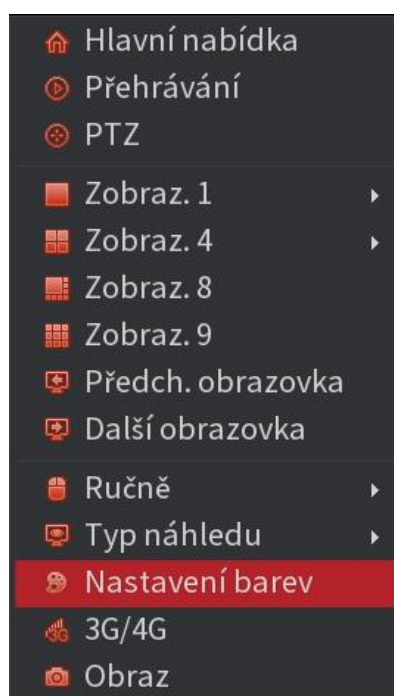 Hlavní nabídka
Přehrávání
PTZ
Zobraz. 1
Zobraz. 4
Zobraz. 8
Zobraz. 9
Předch. obrazovka
Další obrazovka
Ručně
Typ náhledu
Nastavení barev
3G/4G
Obraz